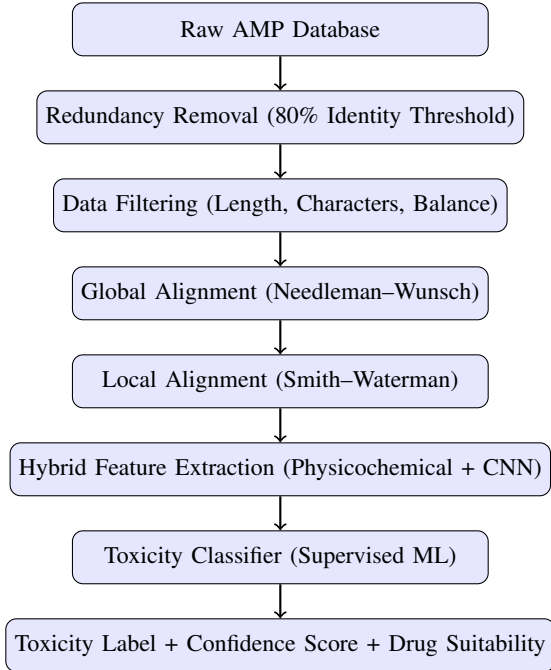 Raw AMP Database
Redundancy Removal (80% Identity Threshold)
Data Filtering (Length, Characters, Balance)
Global Alignment (Needleman–Wunsch)
Local Alignment (Smith–Waterman)
Hybrid Feature Extraction (Physicochemical + CNN)
Toxicity Classifier (Supervised ML)
Toxicity Label + Confidence Score + Drug Suitability